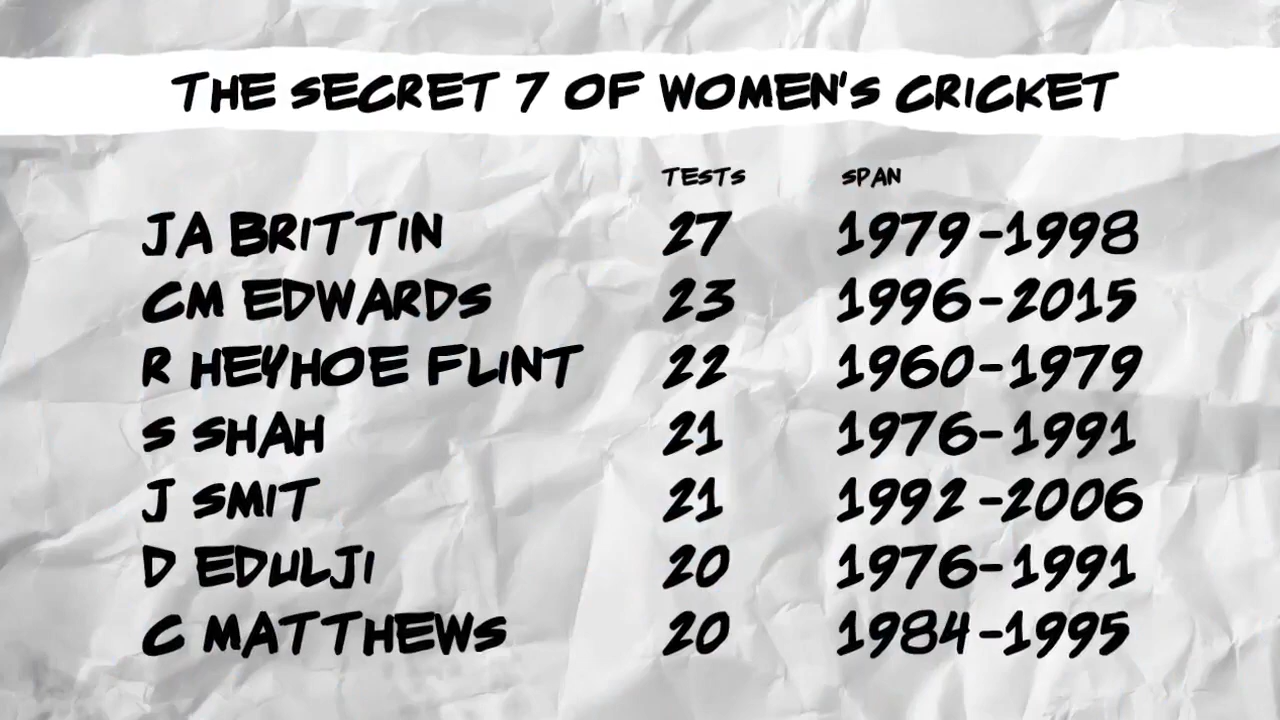 THE SECRET 7 OF WOMEN'S CRICKET
TESTS SPAN
JA BRITTIN 27 1979-1998
CM EDWARDS 23 1996-2015
R HEYHOE FLINT 22 1960-1979
S SHAH 21 1976-1991
J SMIT 21 1992-2006
D EDULJI 20 1976-1991
C MATTHEWS 20 1984-1995